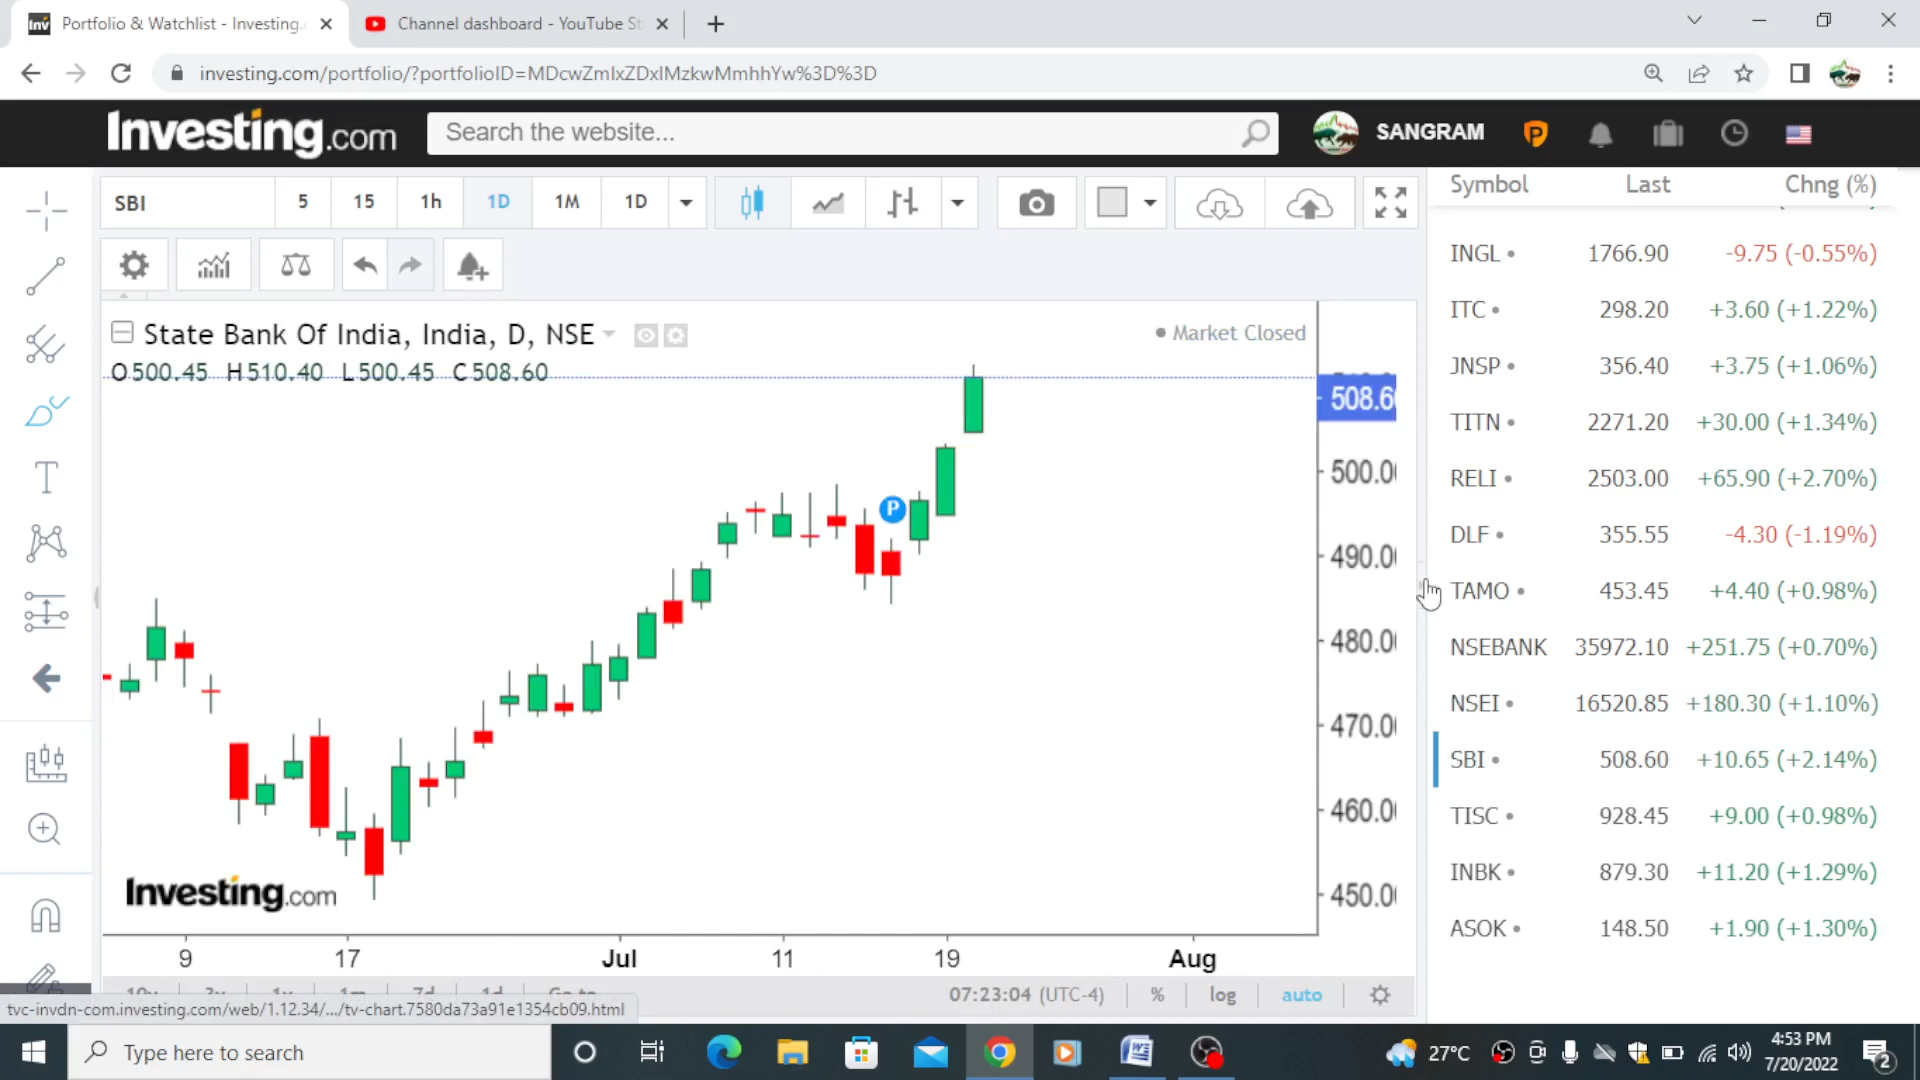 Portfolio & Watchlist - Investing.
Channel dashboard - YouTube St
investing.com/portfolio/?portfolioID=MDcwZmIxZDxlMzkwMmhhYw%3D%3D
Investing.com
Search the website...
SANGRAM
SBI 5 15 1h 1D 1M 1D
Symbol Last Chng (%)
State Bank Of India, India, D, NSE
Market Closed
O500.45 H510.40 L500.45 C508.60
508.6
500.0
490.0
480.0
470.0
460.0
450.0
P
Investing.com
9 17 Jul 11 19 Aug
INGL 1766.90 -9.75 (-0.55%)
ITC 298.20 +3.60 (+1.22%)
JNSP 356.40 +3.75 (+1.06%)
TITN 2271.20 +30.00 (+1.34%)
RELI 2503.00 +65.90 (+2.70%)
DLF 355.55 -4.30 (-1.19%)
TAMO 453.45 +4.40 (+0.98%)
NSEBANK 35972.10 +251.75 (+0.70%)
NSEI 16520.85 +180.30 (+1.10%)
SBI 508.60 +10.65 (+2.14%)
TISC 928.45 +9.00 (+0.98%)
INBK 879.30 +11.20 (+1.29%)
ASOK 148.50 +1.90 (+1.30%)
07:23:04 (UTC-4) % log auto
tvc-invdn-com.investing.com/web/1.12.34/.../tv-chart.7580da73a91e1354cb09.html
Type here to search
27°C
4:53 PM
7/20/2022
2